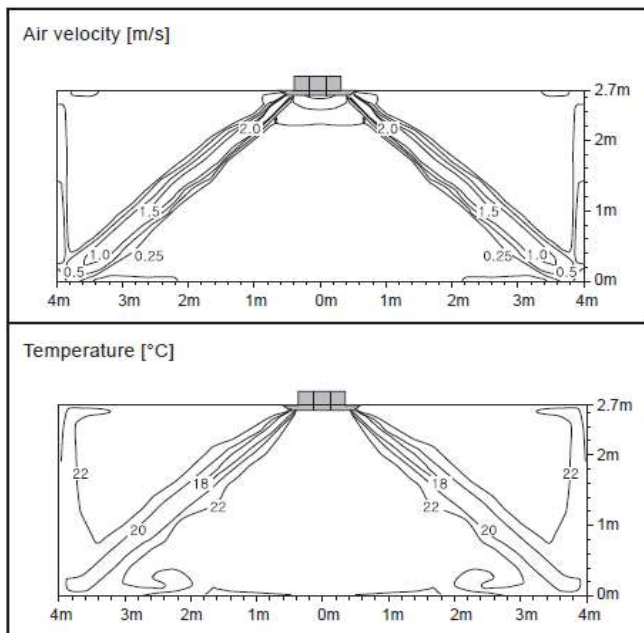 Air velocity [m/s]
2.7m
2.0 2.0
2m
1.5 1.5
1m
1.0 0.25 0.25 1.0
0.5 0.5
0m
4m 3m 2m 1m 0m 1m 2m 3m 4m
Temperature [°C]
2.7m
2m
22 22
18 18
22 22
1m
20 20
0m
4m 3m 2m 1m 0m 1m 2m 3m 4m